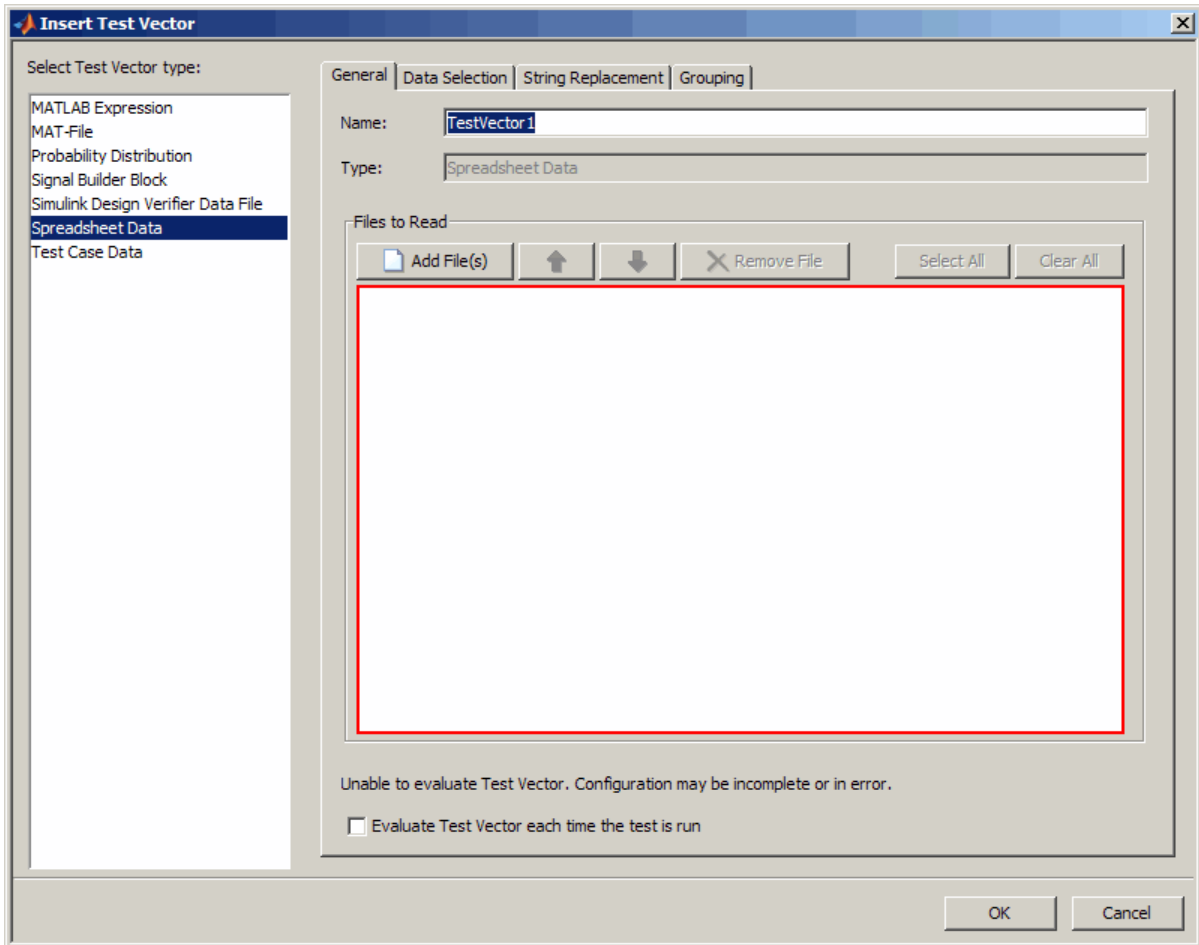 Insert Test Vector
Select Test Vector type:
MATLAB Expression
MAT-File
Probability Distribution
Signal Builder Block
Simulink Design Verifier Data File
Spreadsheet Data
Test Case Data
General Data Selection String Replacement Grouping
Name: TestVector1
Type: Spreadsheet Data
Files to Read
Add File(s) Remove File Select All Clear All
Unable to evaluate Test Vector. Configuration may be incomplete or in error.
Evaluate Test Vector each time the test is run
OK Cancel